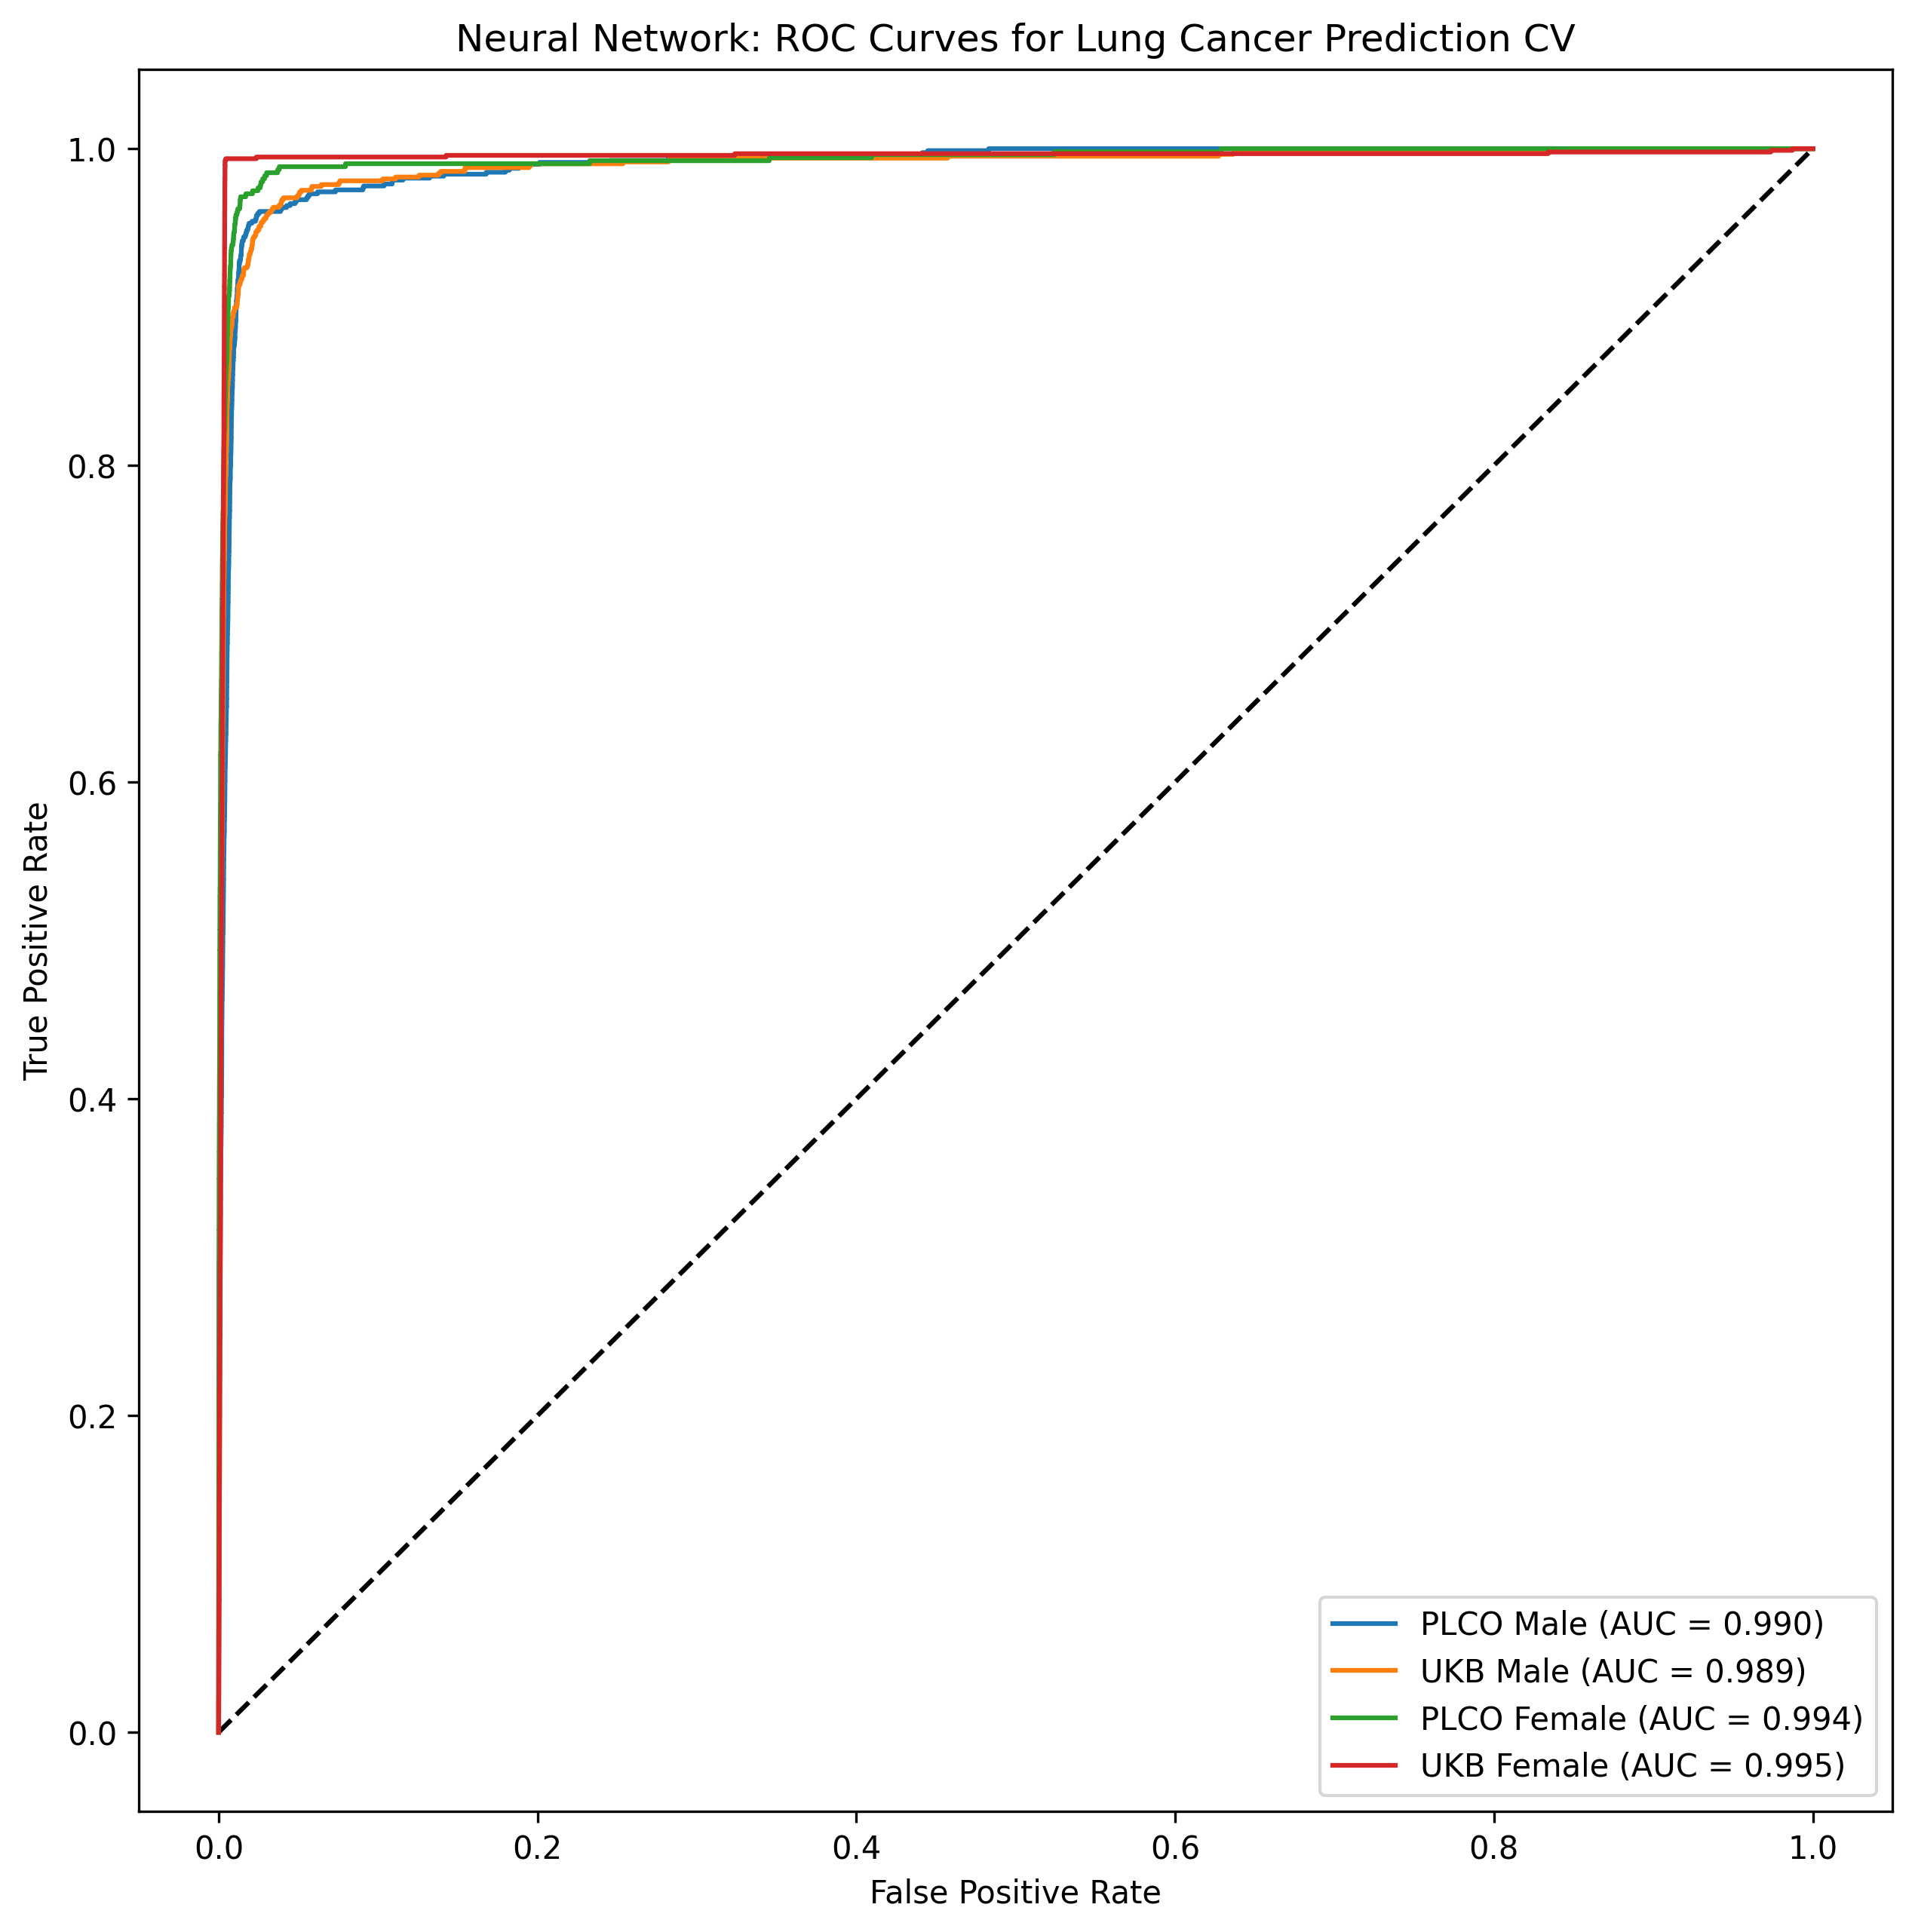 Neural Network: ROC Curves for Lung Cancer Prediction CV
True Positive Rate
1.0
0.8
0.6
0.4
0.2
0.0
0.0 0.2 0.4 0.6 0.8 1.0
False Positive Rate
PLCO Male (AUC = 0.990)
UKB Male (AUC = 0.989)
PLCO Female (AUC = 0.994)
UKB Female (AUC = 0.995)